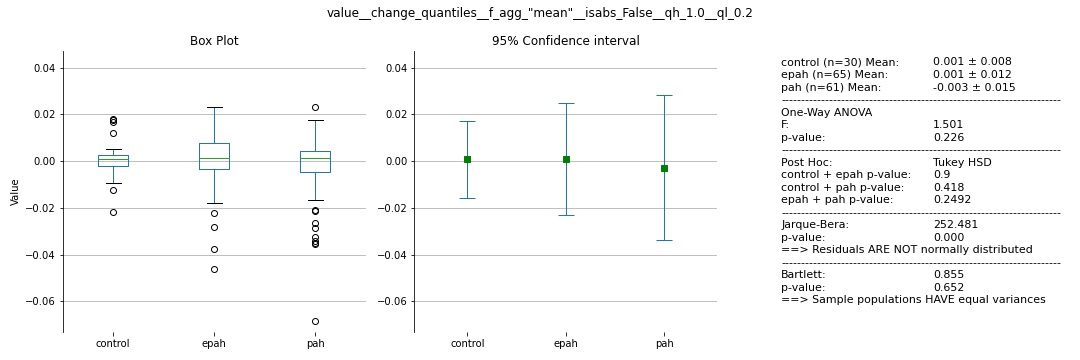 value__change_quantiles__f_agg_"mean"__isabs_False__qh_1.0__ql_0.2
Box Plot
Value
0.04
0.02
0.00
−0.02
−0.04
−0.06
control
epah
pah
95% Confidence interval
0.04
0.02
0.00
−0.02
−0.04
−0.06
control
epah
pah
control (n=30) Mean: 0.001 ± 0.008
epah (n=65) Mean: 0.001 ± 0.012
pah (n=61) Mean: -0.003 ± 0.015
One-Way ANOVA
F: 1.501
p-value: 0.226
Post Hoc: Tukey HSD
control + epah p-value: 0.9
control + pah p-value: 0.418
epah + pah p-value: 0.2492
Jarque-Bera: 252.481
p-value: 0.000
==> Residuals ARE NOT normally distributed
Bartlett: 0.855
p-value: 0.652
==> Sample populations HAVE equal variances